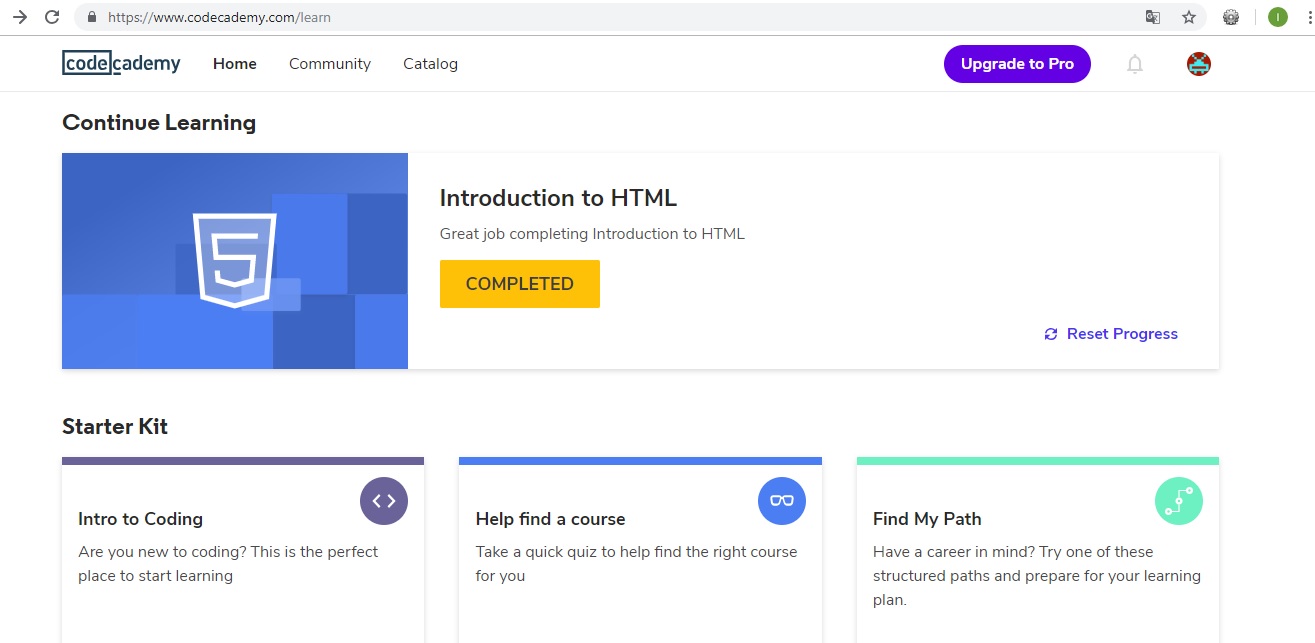 https://www.codecademy.com/learn
I
codecademy Home Community Catalog Upgrade to Pro
Continue Learning
Introduction to HTML
Great job completing Introduction to HTML
COMPLETED
Reset Progress
Starter Kit
Intro to Coding
Are you new to coding? This is the perfect
place to start learning
Help find a course
Take a quick quiz to help find the right course
for you
Find My Path
Have a career in mind? Try one of these
structured paths and prepare for your learning
plan.